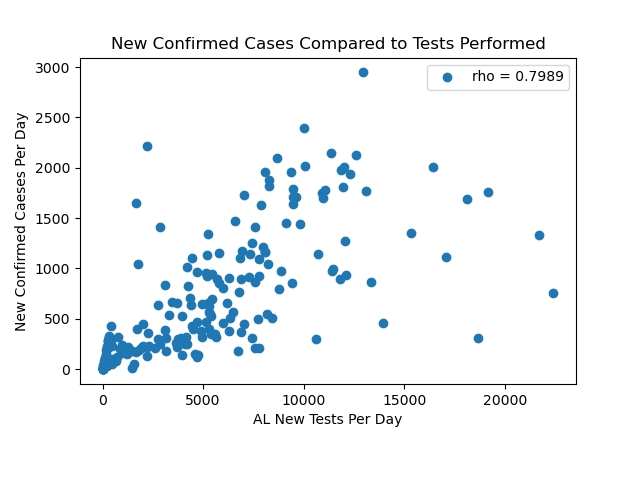 New Confirmed Cases Compared to Tests Performed
rho = 0.7989
New Confirmed Caeses Per Day
3000
2500
2000
1500
1000
500
0
0 5000 10000 15000 20000
AL New Tests Per Day